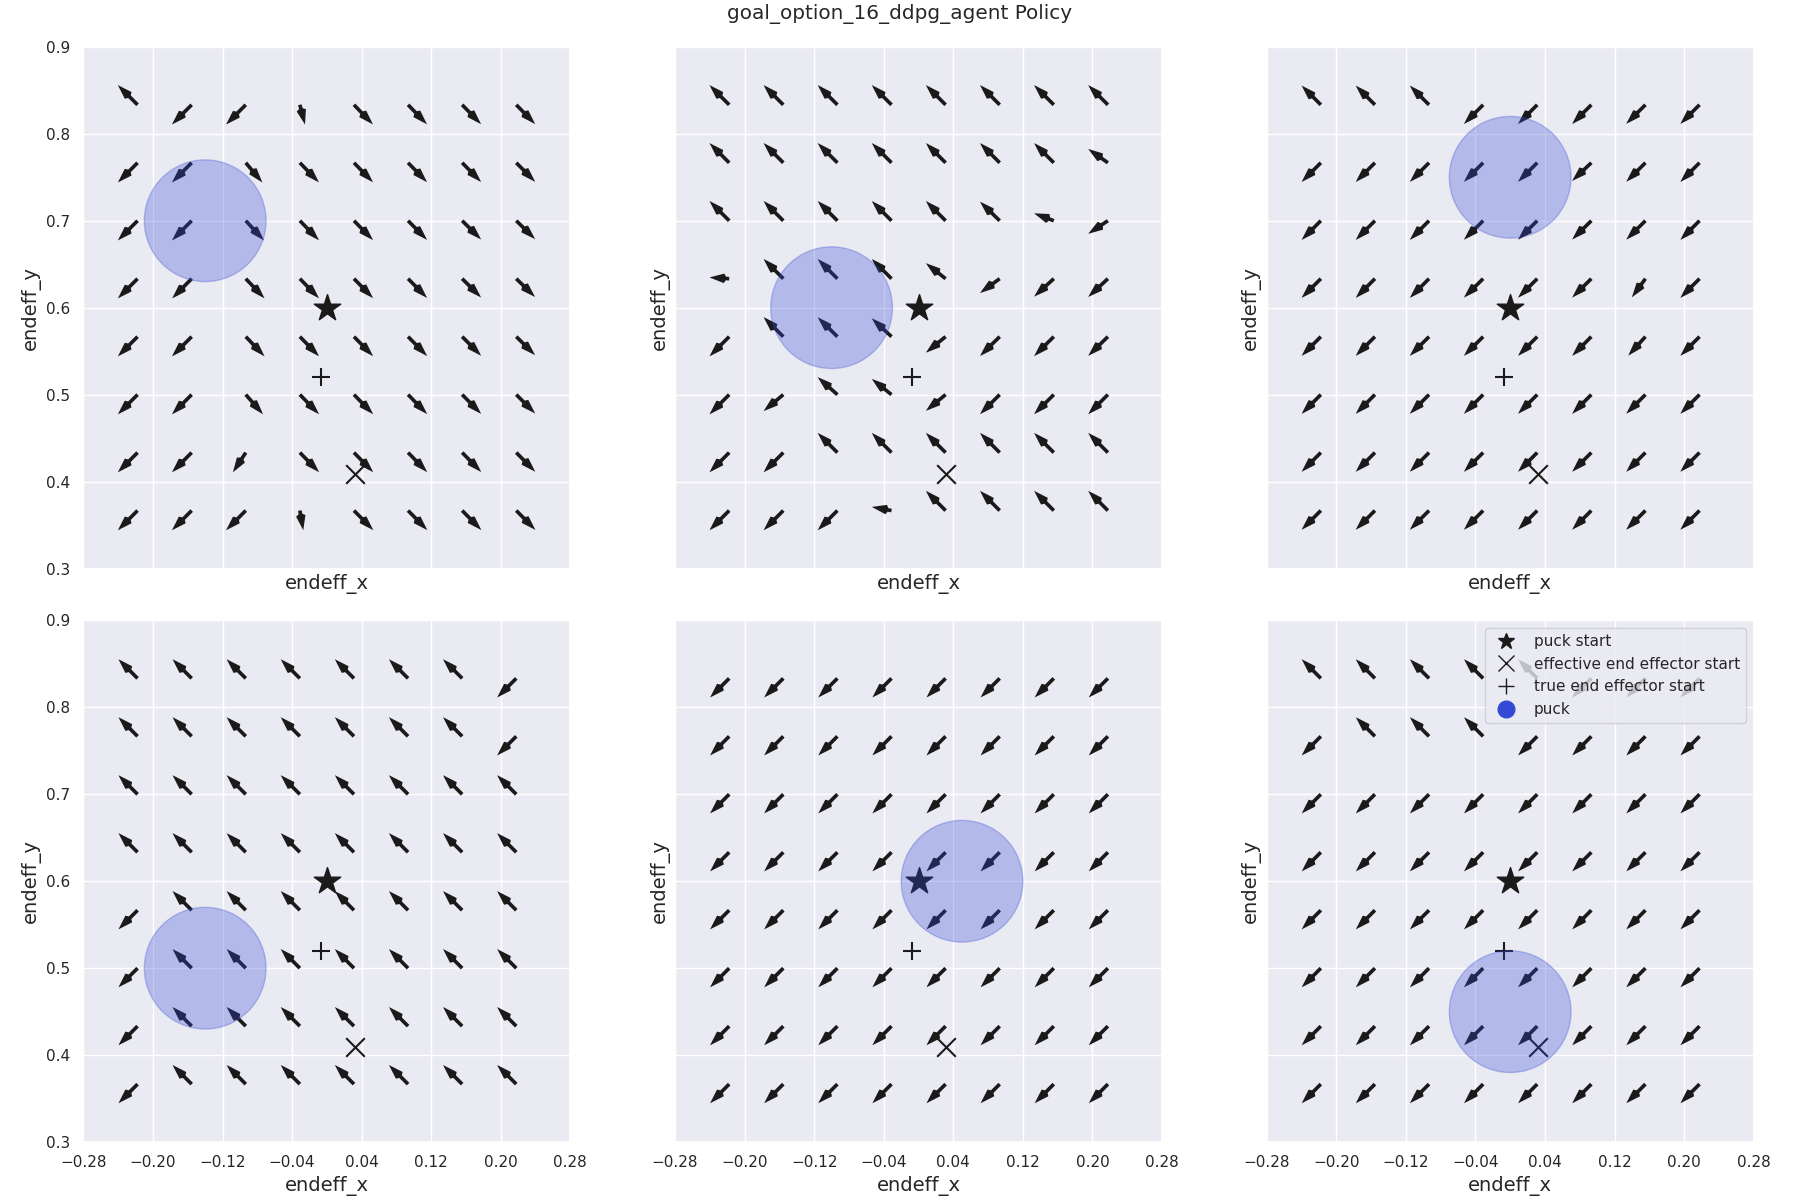 goal_option_16_ddpg_agent Policy
0.9
0.8
0.7
0.6
0.5
0.4
0.3
endeff_y
endeff_x
endeff_y
endeff_x
endeff_y
endeff_x
0.9
0.8
0.7
0.6
0.5
0.4
0.3
endeff_y
−0.28 −0.20 −0.12 −0.04 0.04 0.12 0.20 0.28
endeff_x
endeff_y
−0.28 −0.20 −0.12 −0.04 0.04 0.12 0.20 0.28
endeff_x
puck start
effective end effector start
true end effector start
puck
endeff_y
−0.28 −0.20 −0.12 −0.04 0.04 0.12 0.20 0.28
endeff_x